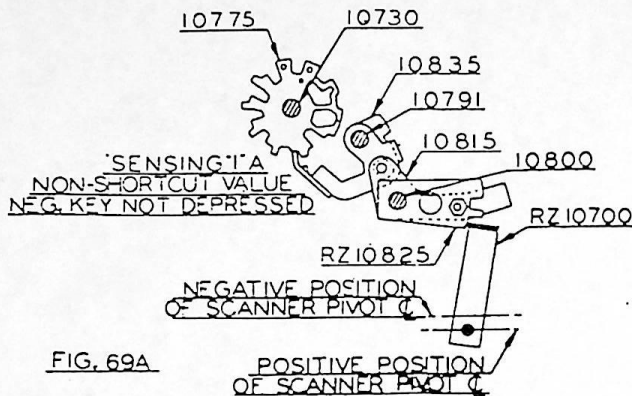 10775 10730
10835
10791
10815
"SENSING "1" A
NON-SHORTCUT VALUE
NEG. KEY NOT DEPRESSED
10800
RZ10700
RZ10825
NEGATIVE POSITION
OF SCANNER PIVOT ℄
FIG. 69A
POSITIVE POSITION
OF SCANNER PIVOT ℄